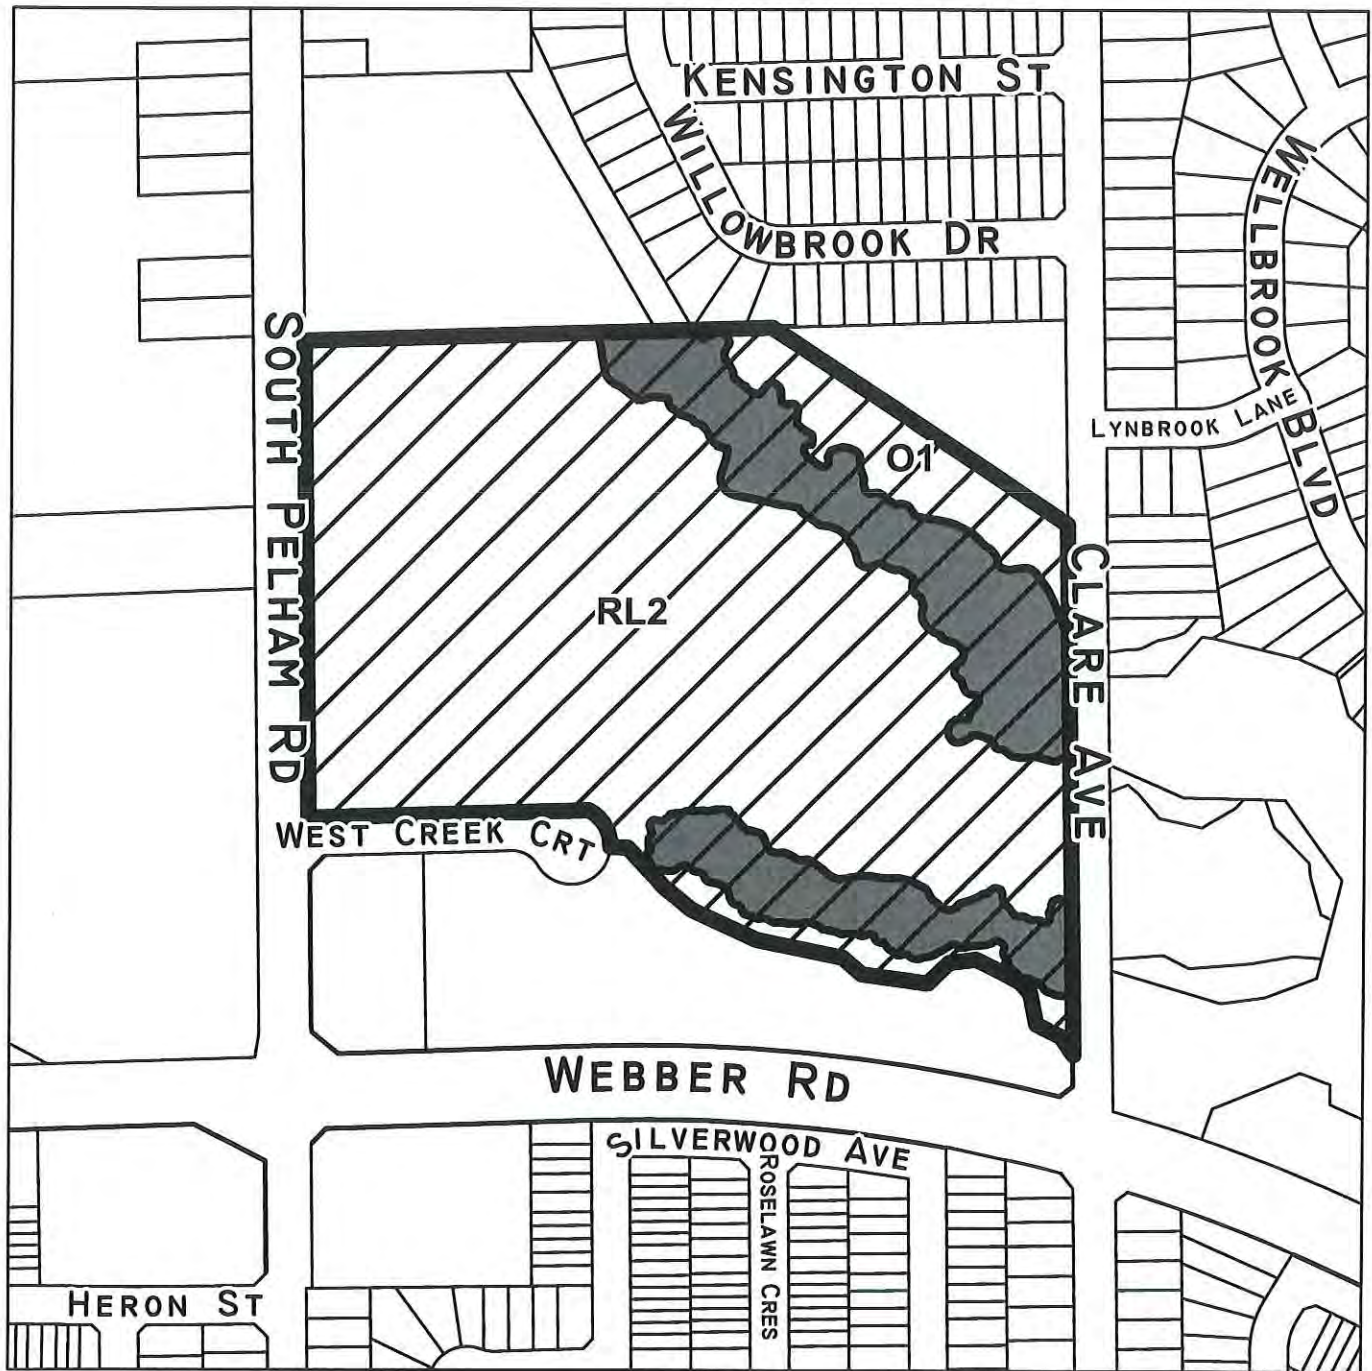 KENSINGTON ST
WILLOWBROOK DR
WELLBROOK BLVD
LYNBROOK LANE
SOUTH PELHAM RD
O1
CLARE AVE
RL2
WEST CREEK CRT
WEBBER RD
SILVERWOOD AVE
ROSELAWN CRES
HERON ST